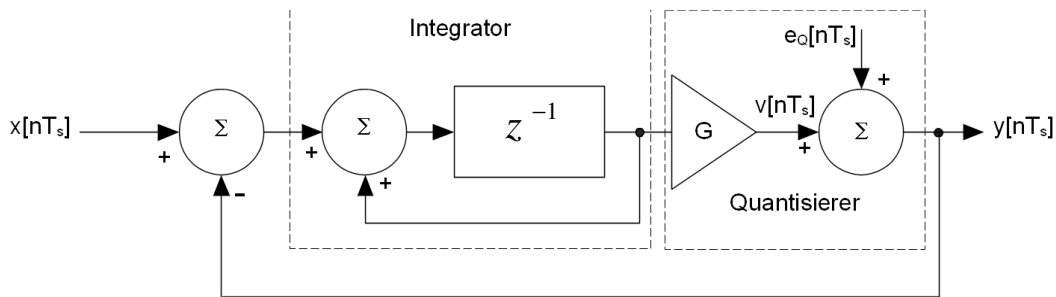 Integrator
e_Q[nT_s]
+
x[nT_s]
+
Σ
-
+
Σ
+
z^{-1}
G
v[nT_s]
+
Σ
y[nT_s]
Quantisierer